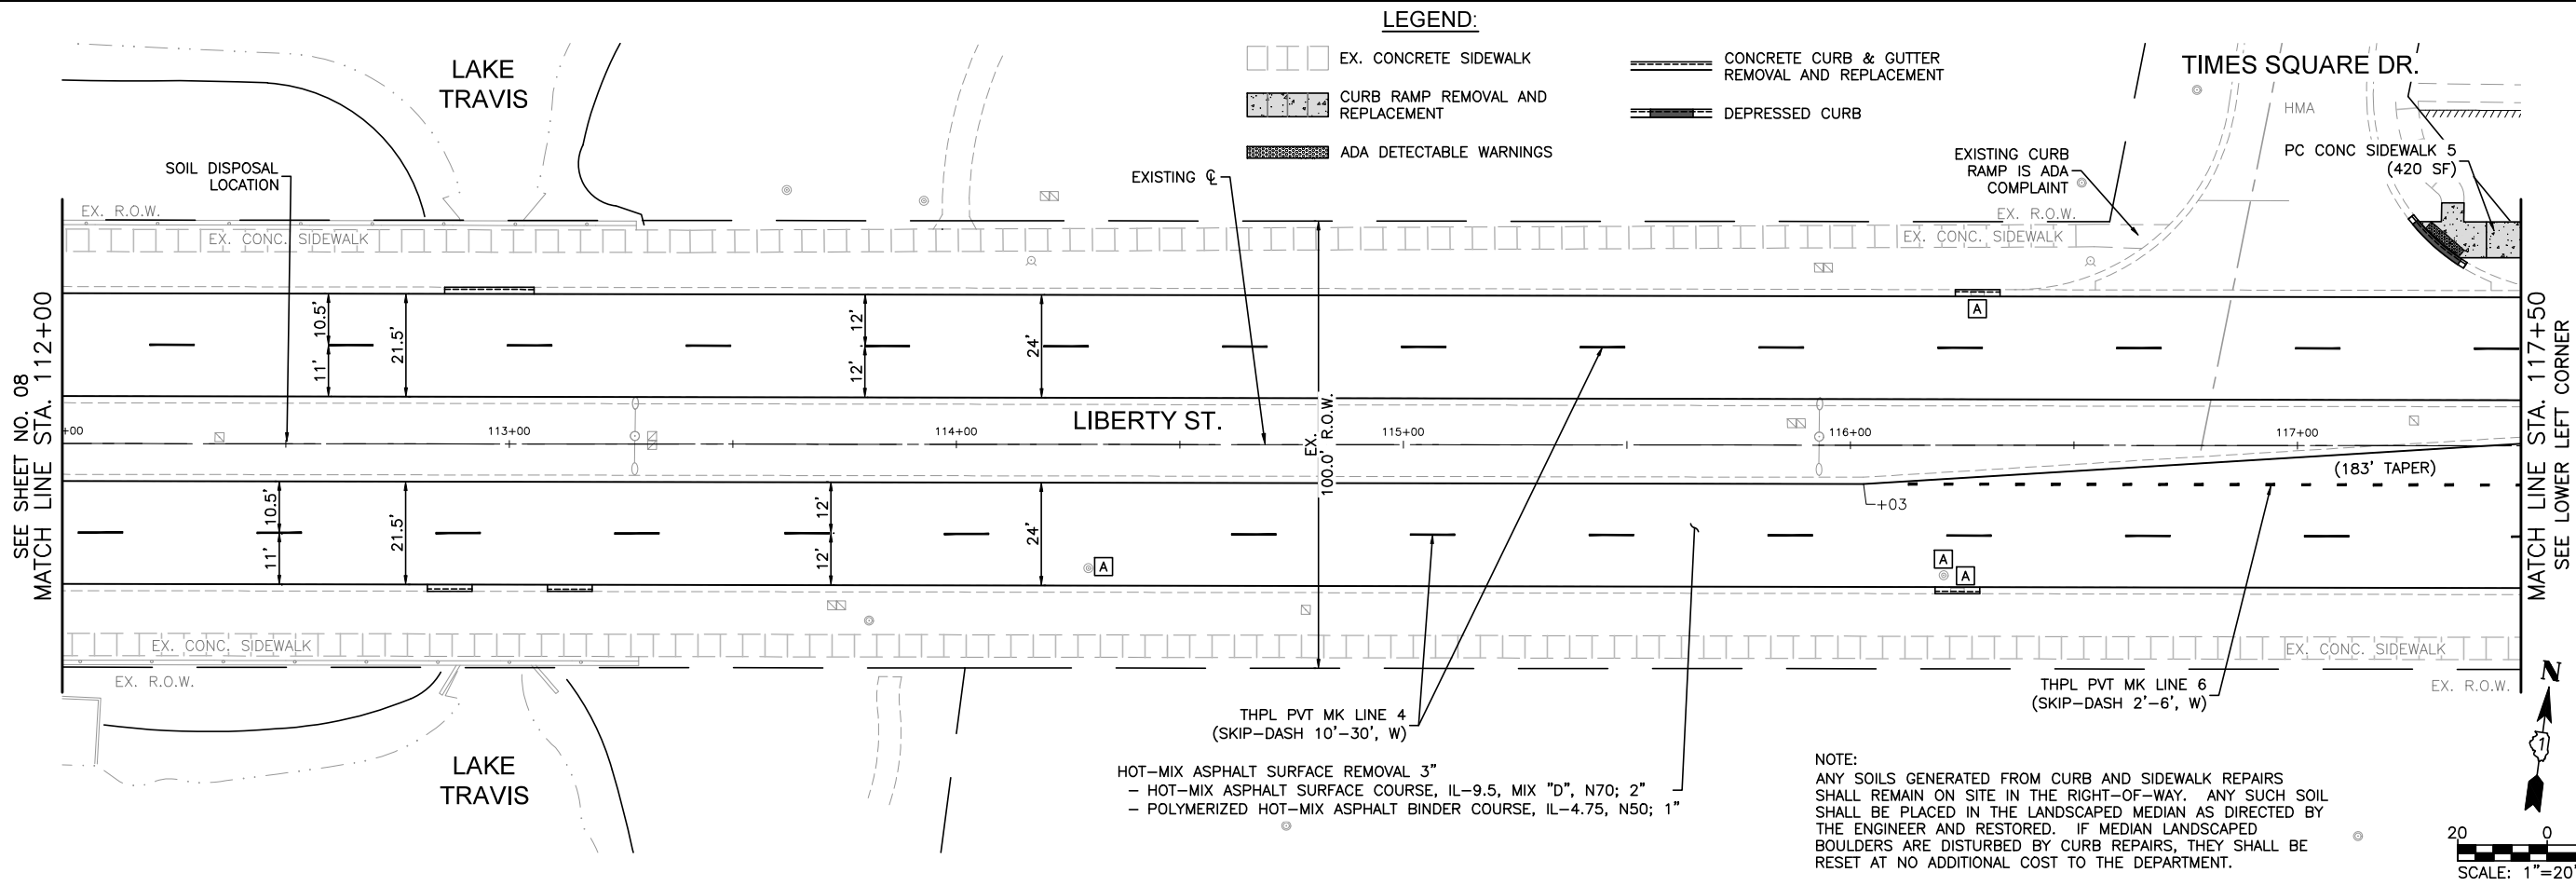 LEGEND:
EX. CONCRETE SIDEWALK
CURB RAMP REMOVAL AND
REPLACEMENT
ADA DETECTABLE WARNINGS
CONCRETE CURB & GUTTER
REMOVAL AND REPLACEMENT
DEPRESSED CURB
LAKE
TRAVIS
TIMES SQUARE DR.
HMA
SOIL DISPOSAL
LOCATION
EXISTING ℄
EXISTING CURB
RAMP IS ADA
COMPLAINT
PC CONC SIDEWALK 5
(420 SF)
EX. R.O.W.
EX. R.O.W.
EX. CONC. SIDEWALK
EX. CONC. SIDEWALK
A
10.5'
11'
21.5'
12'
12'
24'
SEE SHEET NO. 08
MATCH LINE STA. 112+00
MATCH LINE STA. 117+50
SEE LOWER LEFT CORNER
LIBERTY ST.
EX.
100.0' R.O.W.
+00
113+00
114+00
115+00
116+00
117+00
(183' TAPER)
+03
10.5'
11'
21.5'
12'
12'
24'
A
A
A
EX. CONC. SIDEWALK
EX. CONC. SIDEWALK
EX. R.O.W.
EX. R.O.W.
THPL PVT MK LINE 4
(SKIP-DASH 10'-30', W)
THPL PVT MK LINE 6
(SKIP-DASH 2'-6', W)
LAKE
TRAVIS
HOT-MIX ASPHALT SURFACE REMOVAL 3"
- HOT-MIX ASPHALT SURFACE COURSE, IL-9.5, MIX "D", N70; 2"
- POLYMERIZED HOT-MIX ASPHALT BINDER COURSE, IL-4.75, N50; 1"
NOTE:
ANY SOILS GENERATED FROM CURB AND SIDEWALK REPAIRS
SHALL REMAIN ON SITE IN THE RIGHT-OF-WAY. ANY SUCH SOIL
SHALL BE PLACED IN THE LANDSCAPED MEDIAN AS DIRECTED BY
THE ENGINEER AND RESTORED. IF MEDIAN LANDSCAPED
BOULDERS ARE DISTURBED BY CURB REPAIRS, THEY SHALL BE
RESET AT NO ADDITIONAL COST TO THE DEPARTMENT.
N
1
20 0
SCALE: 1"=20'